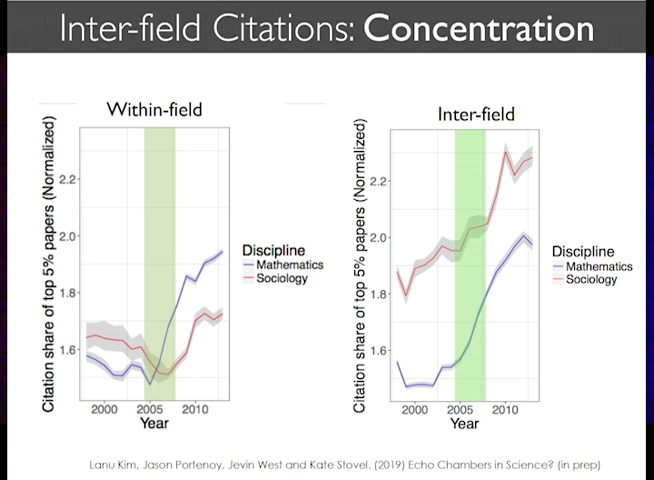 Inter-field Citations: Concentration
Within-field
Citation share of top 5% papers (Normalized)
2.2
2.0
1.8
1.6
2000 2005 2010
Year
Discipline
Mathematics
Sociology
Inter-field
Citation share of top 5% papers (Normalized)
2.2
2.0
1.8
1.6
2000 2005 2010
Year
Discipline
Mathematics
Sociology
Lanu Kim, Jason Portenoy, Jevin West and Kate Stovel. (2019) Echo Chambers in Science? (in prep)